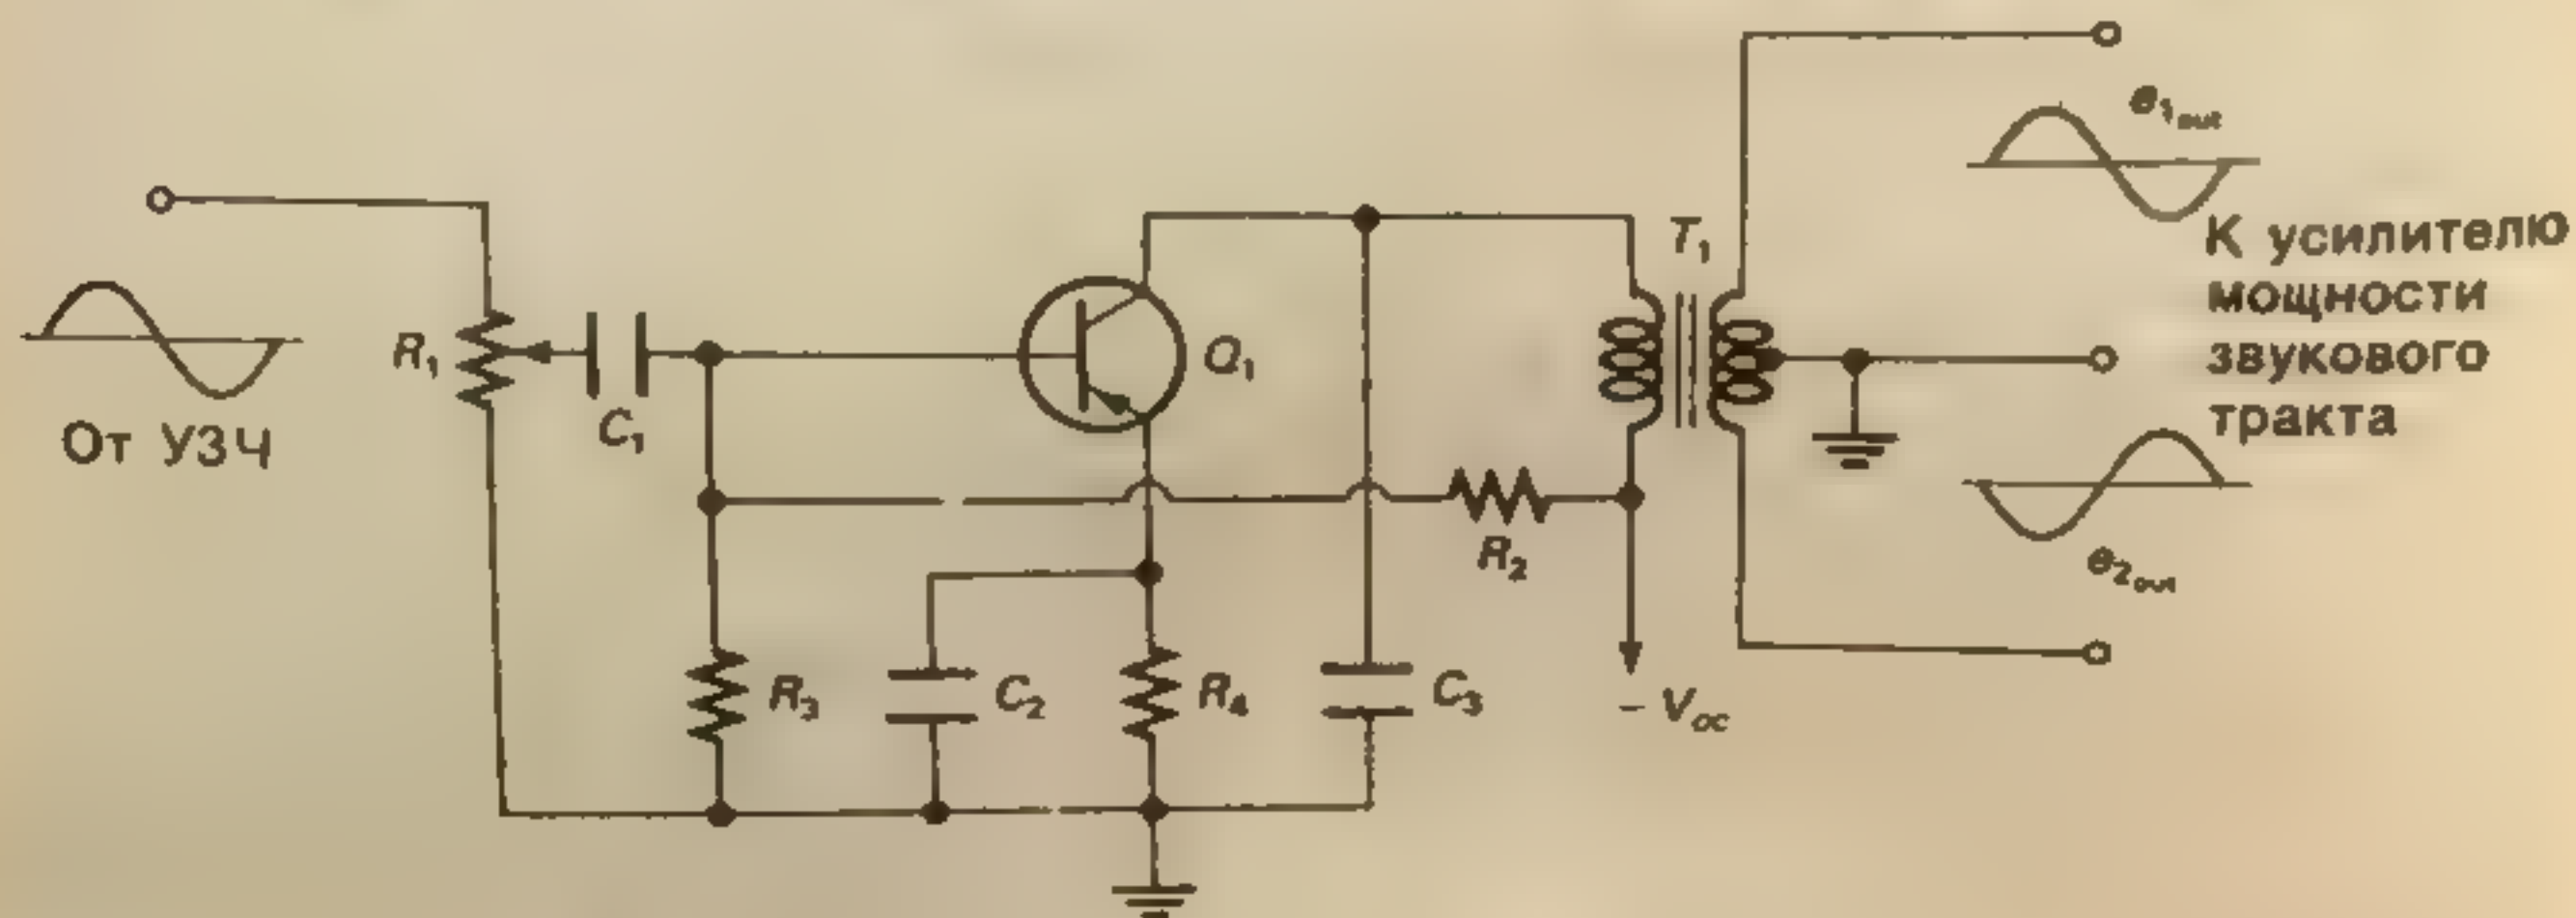 e₁ₒᵤₜ
К усилителю
мощности
звукового
тракта
От УЗЧ
R₁
C₁
Q₁
T₁
R₂
e₂ₒᵤₜ
R₃
C₂
R₄
C₃
– Vcc